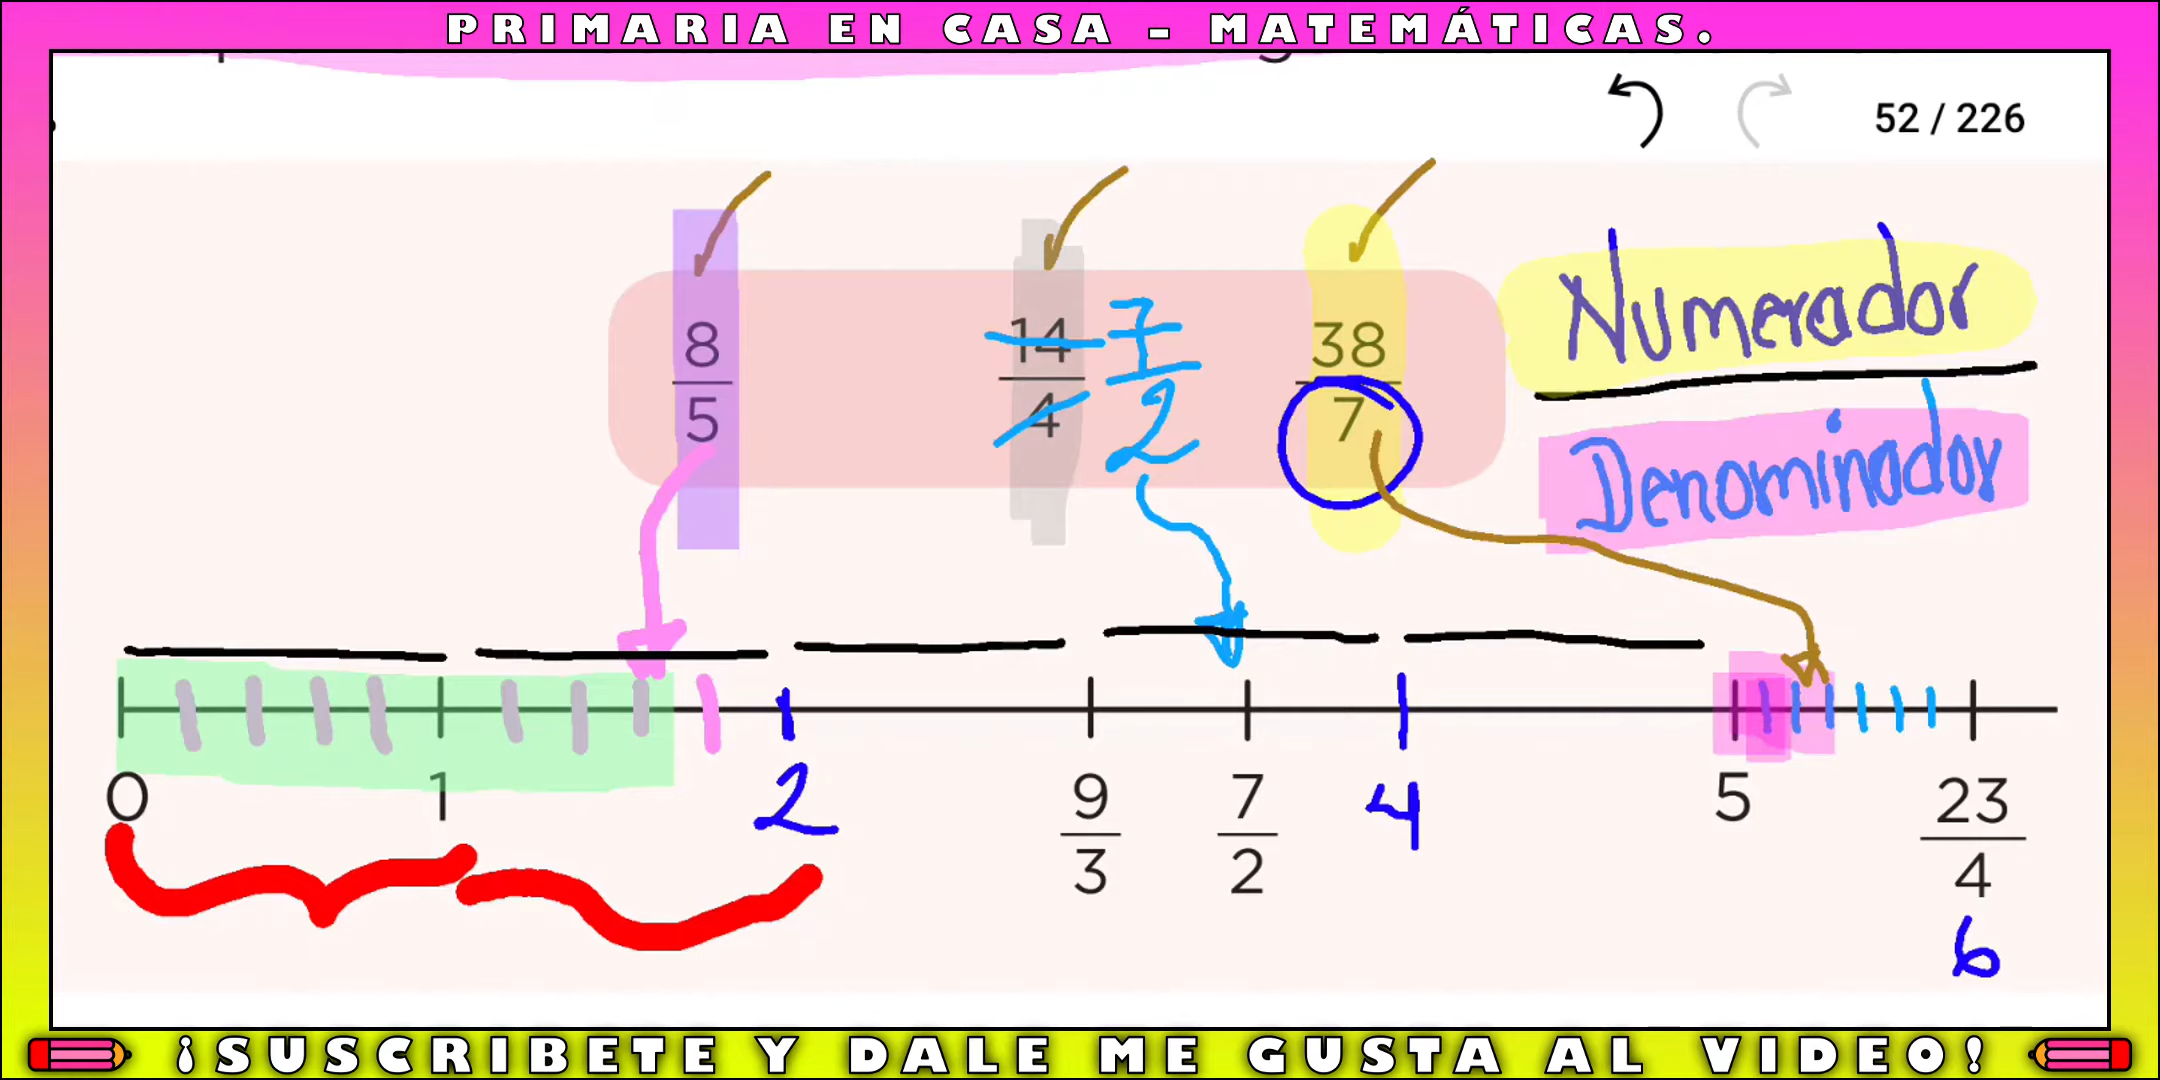 PRIMARIA EN CASA - MATEMÁTICAS.
52 / 226
8 14 7 38 Numerador
5 4 2 7 Denominador
0 1 2 9 7 4 5 23
3 2 4
6
¡SUSCRIBETE Y DALE ME GUSTA AL VIDEO!